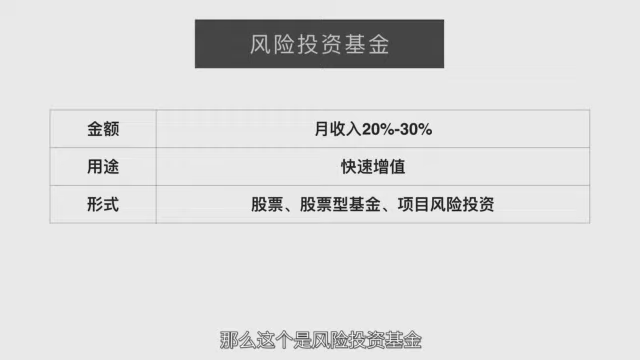 风险投资基金
金额 月收入20%-30%
用途 快速增值
形式 股票、股票型基金、项目风险投资
那么这个是风险投资基金